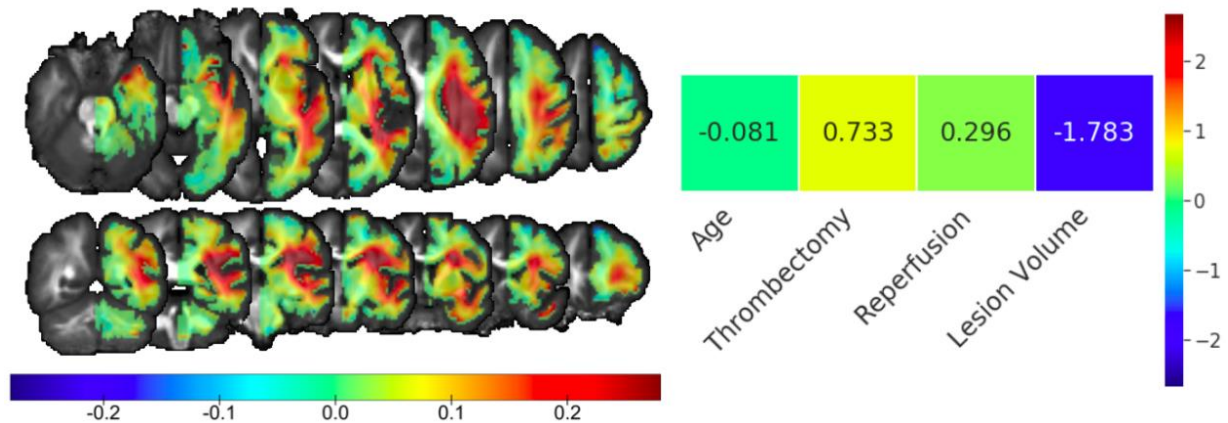 -0.2 -0.1 0.0 0.1 0.2
-0.081 0.733 0.296 -1.783
Age
Thrombectomy
Reperfusion
Lesion Volume
2
1
0
−1
−2